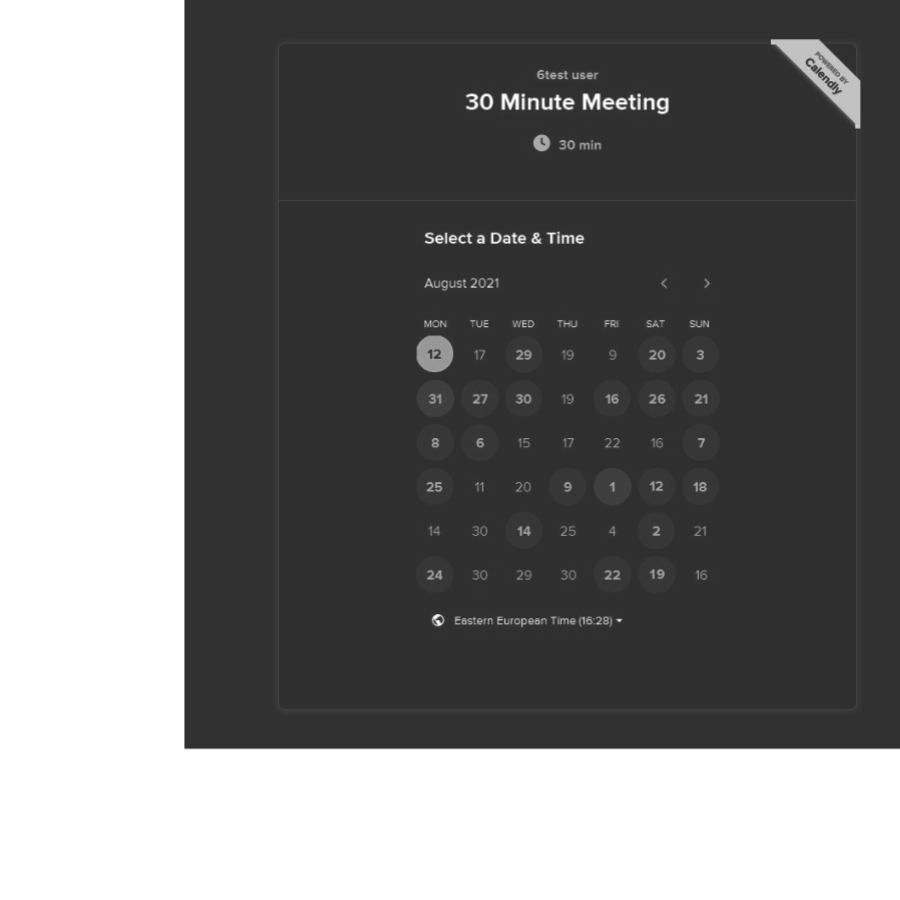 POWERED BY
Calendly
6test user
30 Minute Meeting
30 min
Select a Date & Time
August 2021
MON TUE WED THU FRI SAT SUN
12 17 29 19 9 20 3
31 27 30 19 16 26 21
8 6 15 17 22 16 7
25 11 20 9 1 12 18
14 30 14 25 4 2 21
24 30 29 30 22 19 16
Eastern European Time (16:28)